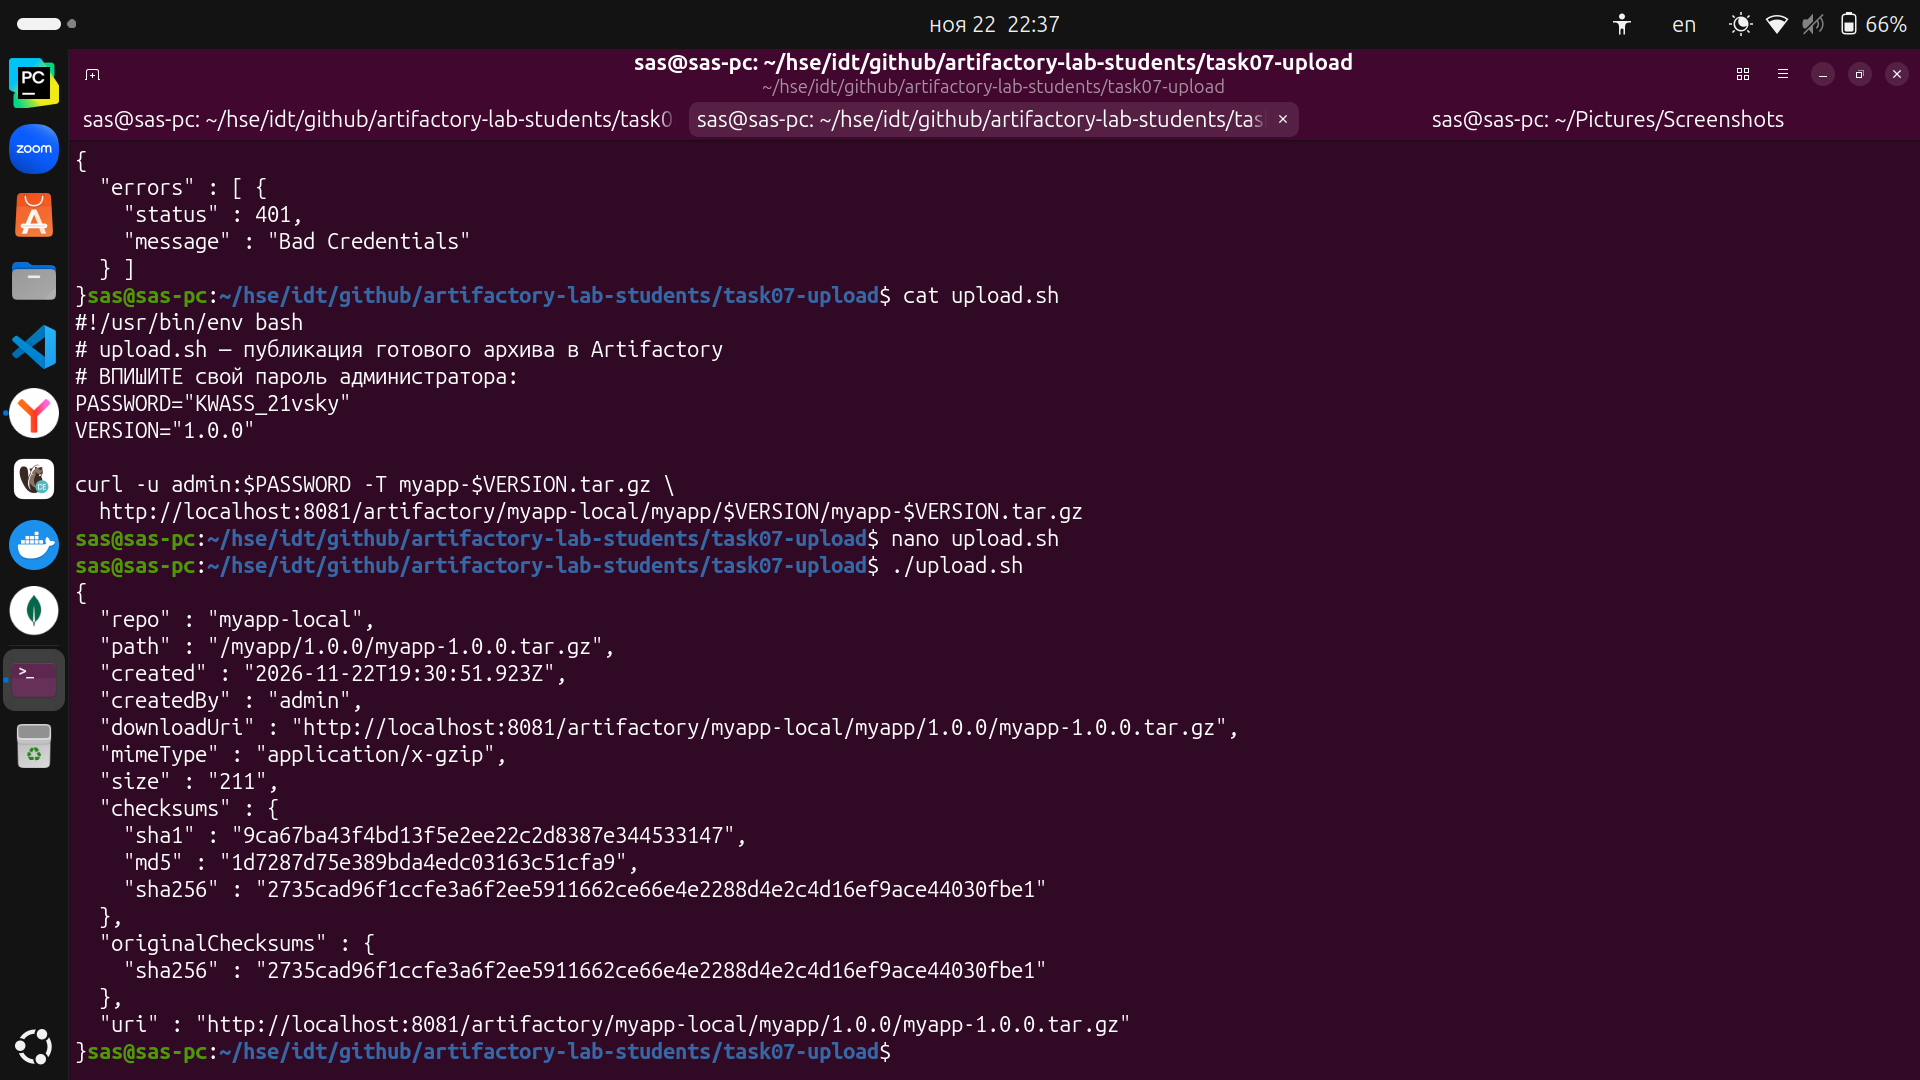 ноя 22 22:37
en
66%
sas@sas-pc: ~/hse/idt/github/artifactory-lab-students/task07-upload
~/hse/idt/github/artifactory-lab-students/task07-upload
sas@sas-pc: ~/hse/idt/github/artifactory-lab-students/task0
sas@sas-pc: ~/hse/idt/github/artifactory-lab-students/tas
sas@sas-pc: ~/Pictures/Screenshots
PC
zoom
{
  "errors" : [ {
    "status" : 401,
    "message" : "Bad Credentials"
  } ]
}sas@sas-pc:~/hse/idt/github/artifactory-lab-students/task07-upload$ cat upload.sh
#!/usr/bin/env bash
# upload.sh — публикация готового архива в Artifactory
# ВПИШИТЕ свой пароль администратора:
PASSWORD="KWASS_21vsky"
VERSION="1.0.0"
curl -u admin:$PASSWORD -T myapp-$VERSION.tar.gz \
  http://localhost:8081/artifactory/myapp-local/myapp/$VERSION/myapp-$VERSION.tar.gz
sas@sas-pc:~/hse/idt/github/artifactory-lab-students/task07-upload$ nano upload.sh
sas@sas-pc:~/hse/idt/github/artifactory-lab-students/task07-upload$ ./upload.sh
{
  "repo" : "myapp-local",
  "path" : "/myapp/1.0.0/myapp-1.0.0.tar.gz",
  "created" : "2026-11-22T19:30:51.923Z",
  "createdBy" : "admin",
  "downloadUri" : "http://localhost:8081/artifactory/myapp-local/myapp/1.0.0/myapp-1.0.0.tar.gz",
  "mimeType" : "application/x-gzip",
  "size" : "211",
  "checksums" : {
    "sha1" : "9ca67ba43f4bd13f5e2ee22c2d8387e344533147",
    "md5" : "1d7287d75e389bda4edc03163c51cfa9",
    "sha256" : "2735cad96f1ccfe3a6f2ee5911662ce66e4e2288d4e2c4d16ef9ace44030fbe1"
  },
  "originalChecksums" : {
    "sha256" : "2735cad96f1ccfe3a6f2ee5911662ce66e4e2288d4e2c4d16ef9ace44030fbe1"
  },
  "uri" : "http://localhost:8081/artifactory/myapp-local/myapp/1.0.0/myapp-1.0.0.tar.gz"
}sas@sas-pc:~/hse/idt/github/artifactory-lab-students/task07-upload$